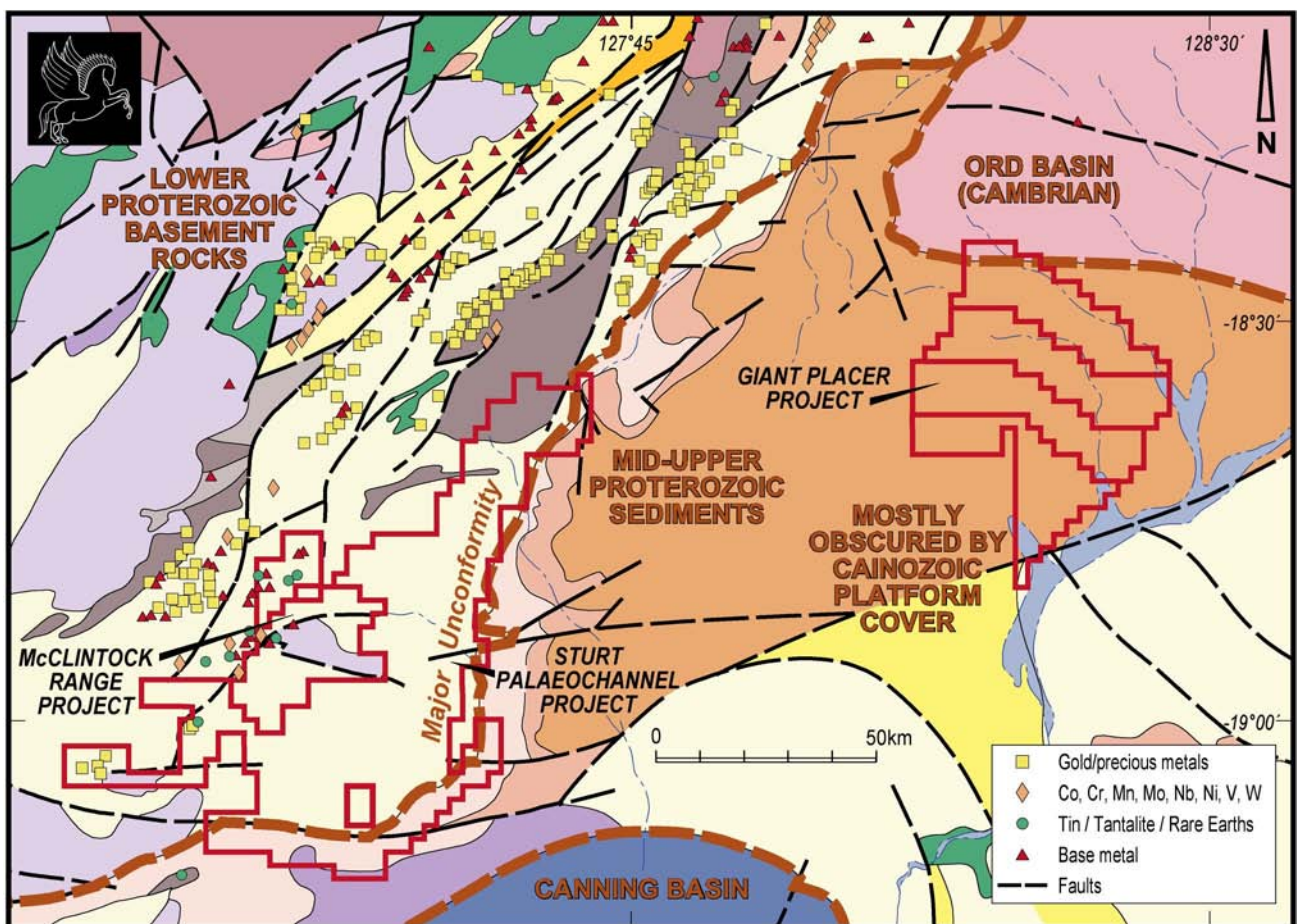 127°45'
128°30'
N
LOWER
PROTEROZOIC
BASEMENT
ROCKS
ORD BASIN
(CAMBRIAN)
-18°30'
GIANT PLACER
PROJECT
MID-UPPER
PROTEROZOIC
SEDIMENTS
MOSTLY
OBSCURED BY
CAINOZOIC
PLATFORM
COVER
Major Unconformity
McCLINTOCK
RANGE
PROJECT
STURT
PALAEOCHANNEL
PROJECT
-19°00'
0 50km
Gold/precious metals
Co, Cr, Mn, Mo, Nb, Ni, V, W
Tin / Tantalite / Rare Earths
Base metal
Faults
CANNING BASIN